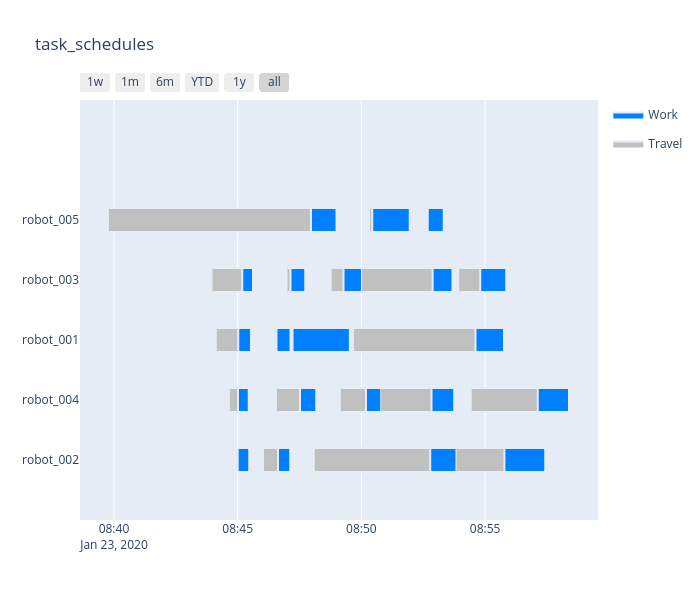 task_schedules
1w 1m 6m YTD 1y all
Work
Travel
robot_005
robot_003
robot_001
robot_004
robot_002
08:40 08:45 08:50 08:55
Jan 23, 2020